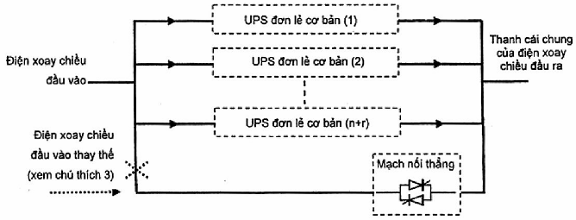 UPS đơn lẻ cơ bản (1)
Thanh cái chung
của điện xoay
chiều đầu ra
Điện xoay chiều
đầu vào
UPS đơn lẻ cơ bản (2)
UPS đơn lẻ cơ bản (n+r)
Điện xoay chiều
đầu vào thay thế
(xem chú thích 3)
Mạch nối thẳng